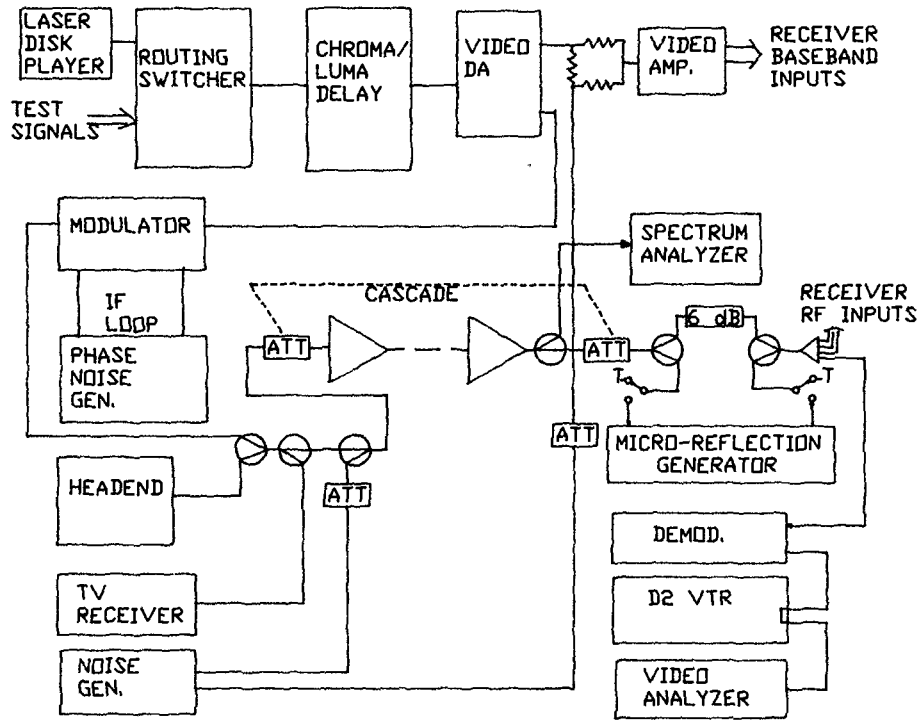 LASER
DISK
PLAYER
TEST
SIGNALS
ROUTING
SWITCHER
CHROMA/
LUMA
DELAY
VIDEO
DA
VIDEO
AMP.
RECEIVER
BASEBAND
INPUTS
MODULATOR
IF
LOOP
PHASE
NOISE
GEN.
CASCADE
ATT
ATT
SPECTRUM
ANALYZER
6 dB
RECEIVER
RF INPUTS
T
T
ATT
MICRO-REFLECTION
GENERATOR
HEADEND
ATT
TV
RECEIVER
NOISE
GEN.
DEMOD.
D2 VTR
VIDEO
ANALYZER